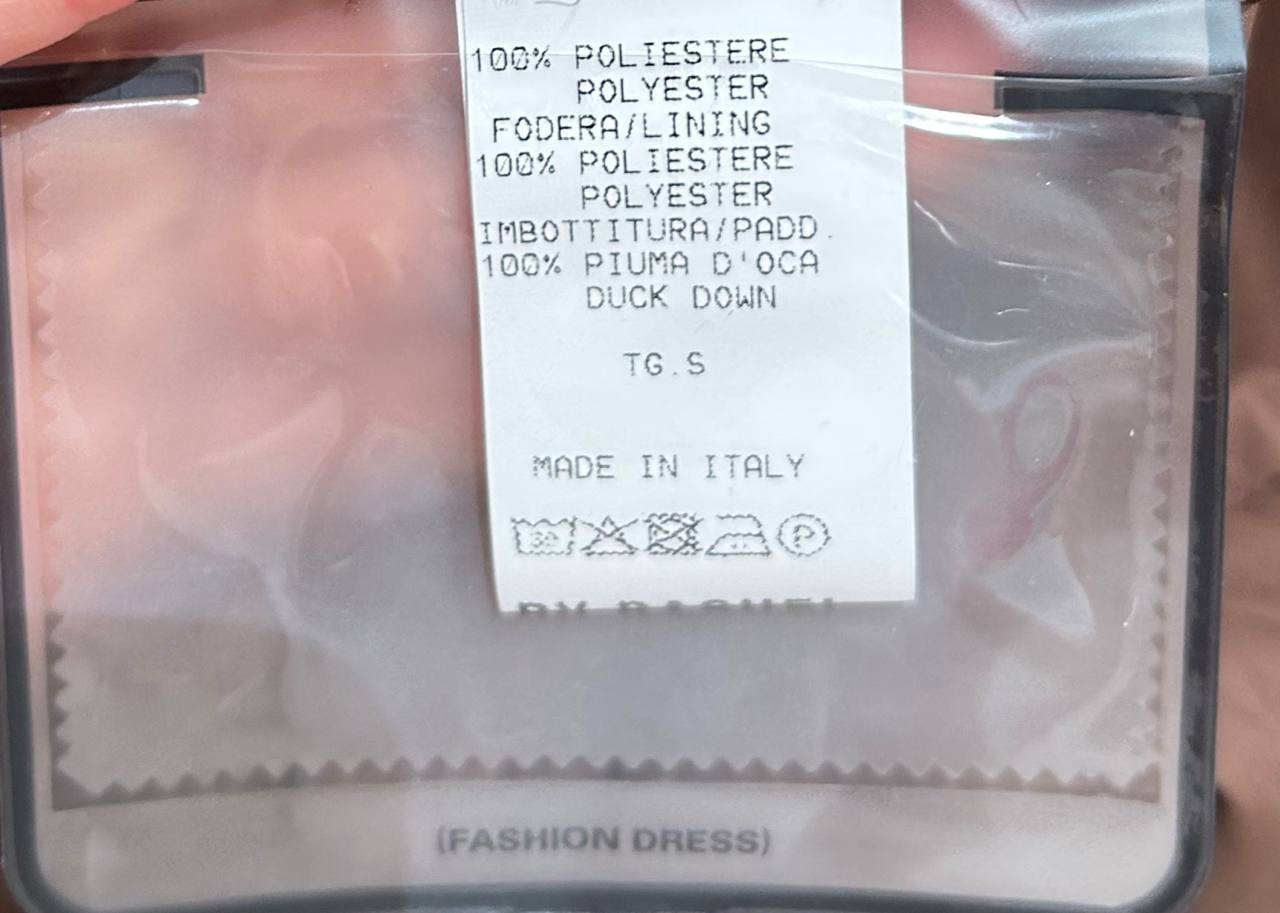 100% POLIESTERE
POLYESTER
FODERA/LINING
100% POLIESTERE
POLYESTER
IMBOTTITURA/PADD.
100% PIUMA D'OCA
DUCK DOWN
TG.S
MADE IN ITALY
30
P
(FASHION DRESS)